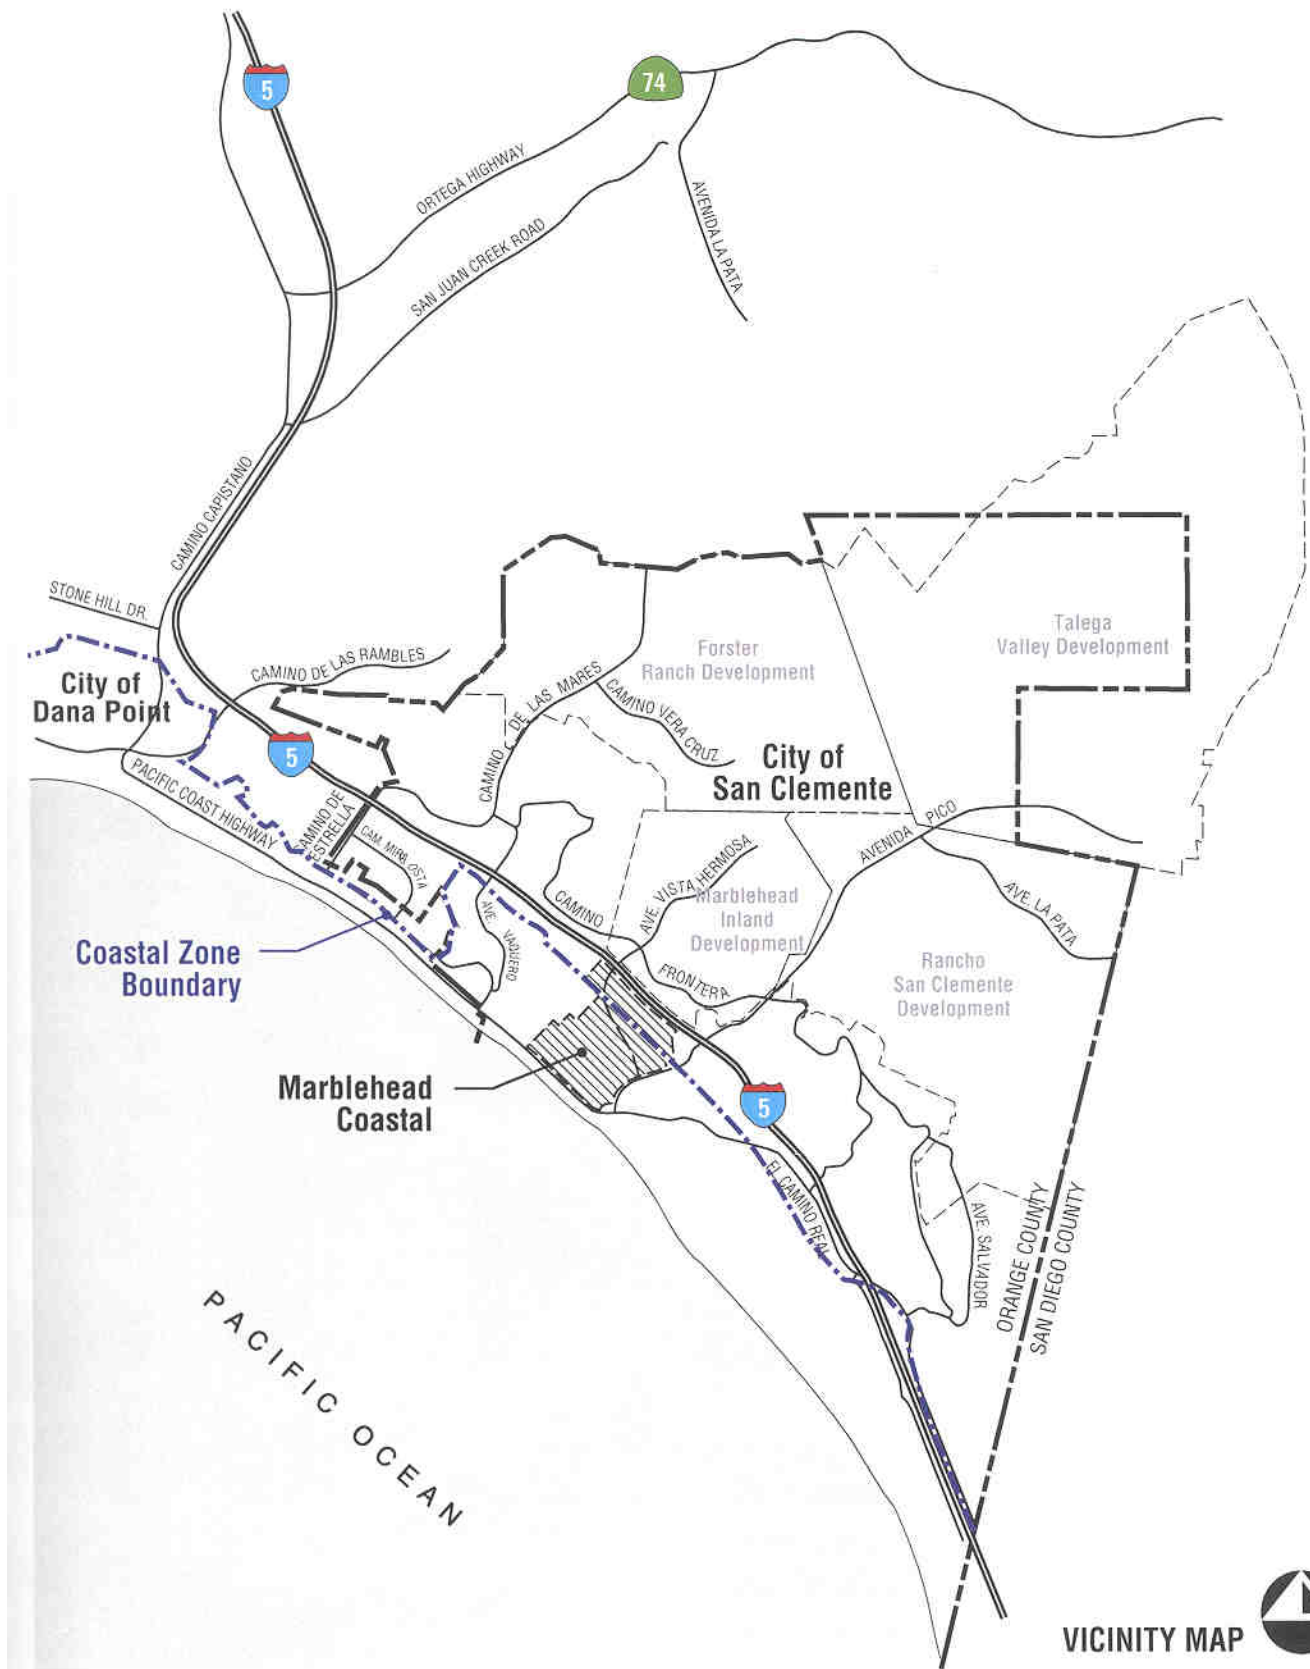 5
74
ORTEGA HIGHWAY
SAN JUAN CREEK ROAD
AVENIDA LA PATA
CAMINO CAPISTANO
STONE HILL DR.
City of
Dana Point
CAMINO DE LAS RAMBLES
Forster
Ranch Development
Talega
Valley Development
CAMINO DE LAS MARES
CAMINO VERA CRUZ
City of
San Clemente
5
PACIFIC COAST HIGHWAY
CAMINO DE
ESTRELLA
CAM. MIRA COSTA
AVENIDA PICO
AVE. VISTA HERMOSA
Marblehead
Inland
Development
AVE. LA PATA
CAMINO
FRONTERA
AVE. VAQUERO
Coastal Zone
Boundary
Rancho
San Clemente
Development
Marblehead
Coastal
5
EL CAMINO REAL
AVE. SALVADOR
ORANGE COUNTY
SAN DIEGO COUNTY
PACIFIC OCEAN
VICINITY MAP